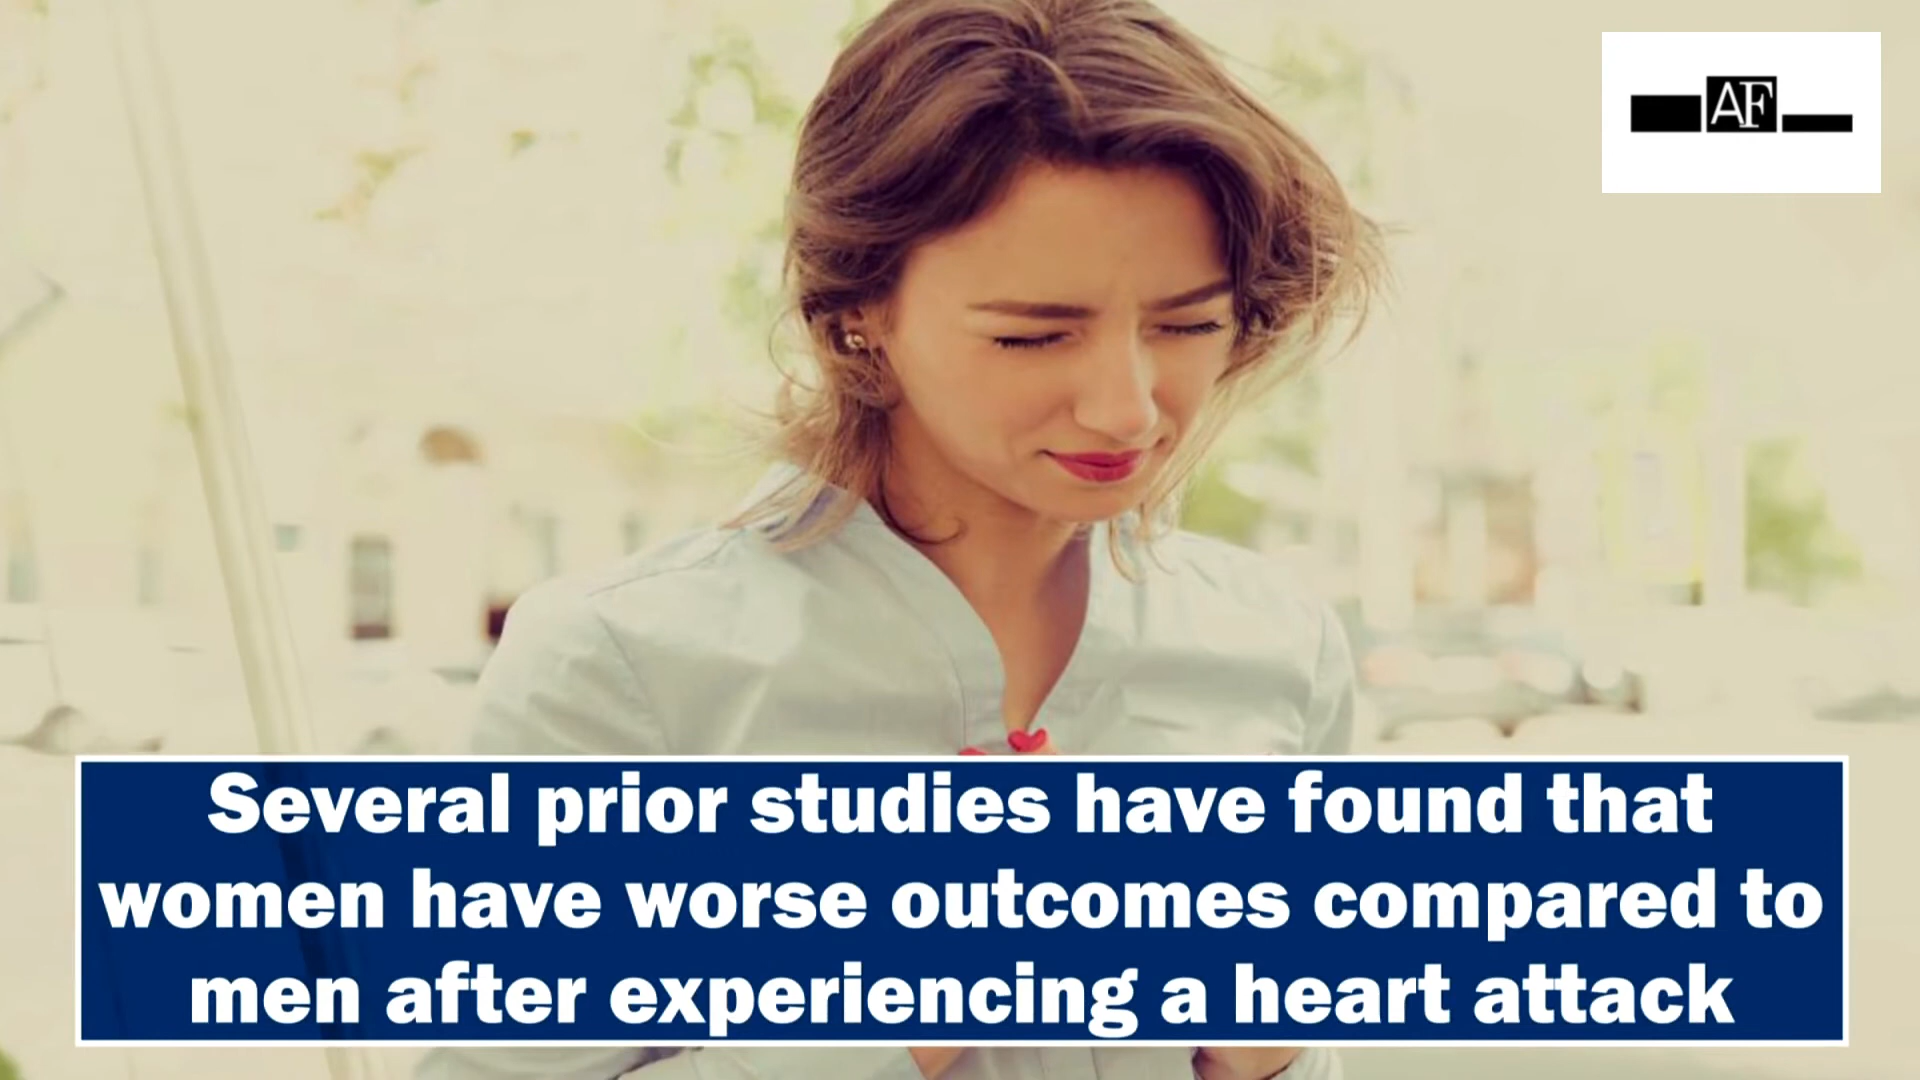 AF
Several prior studies have found that
women have worse outcomes compared to
men after experiencing a heart attack